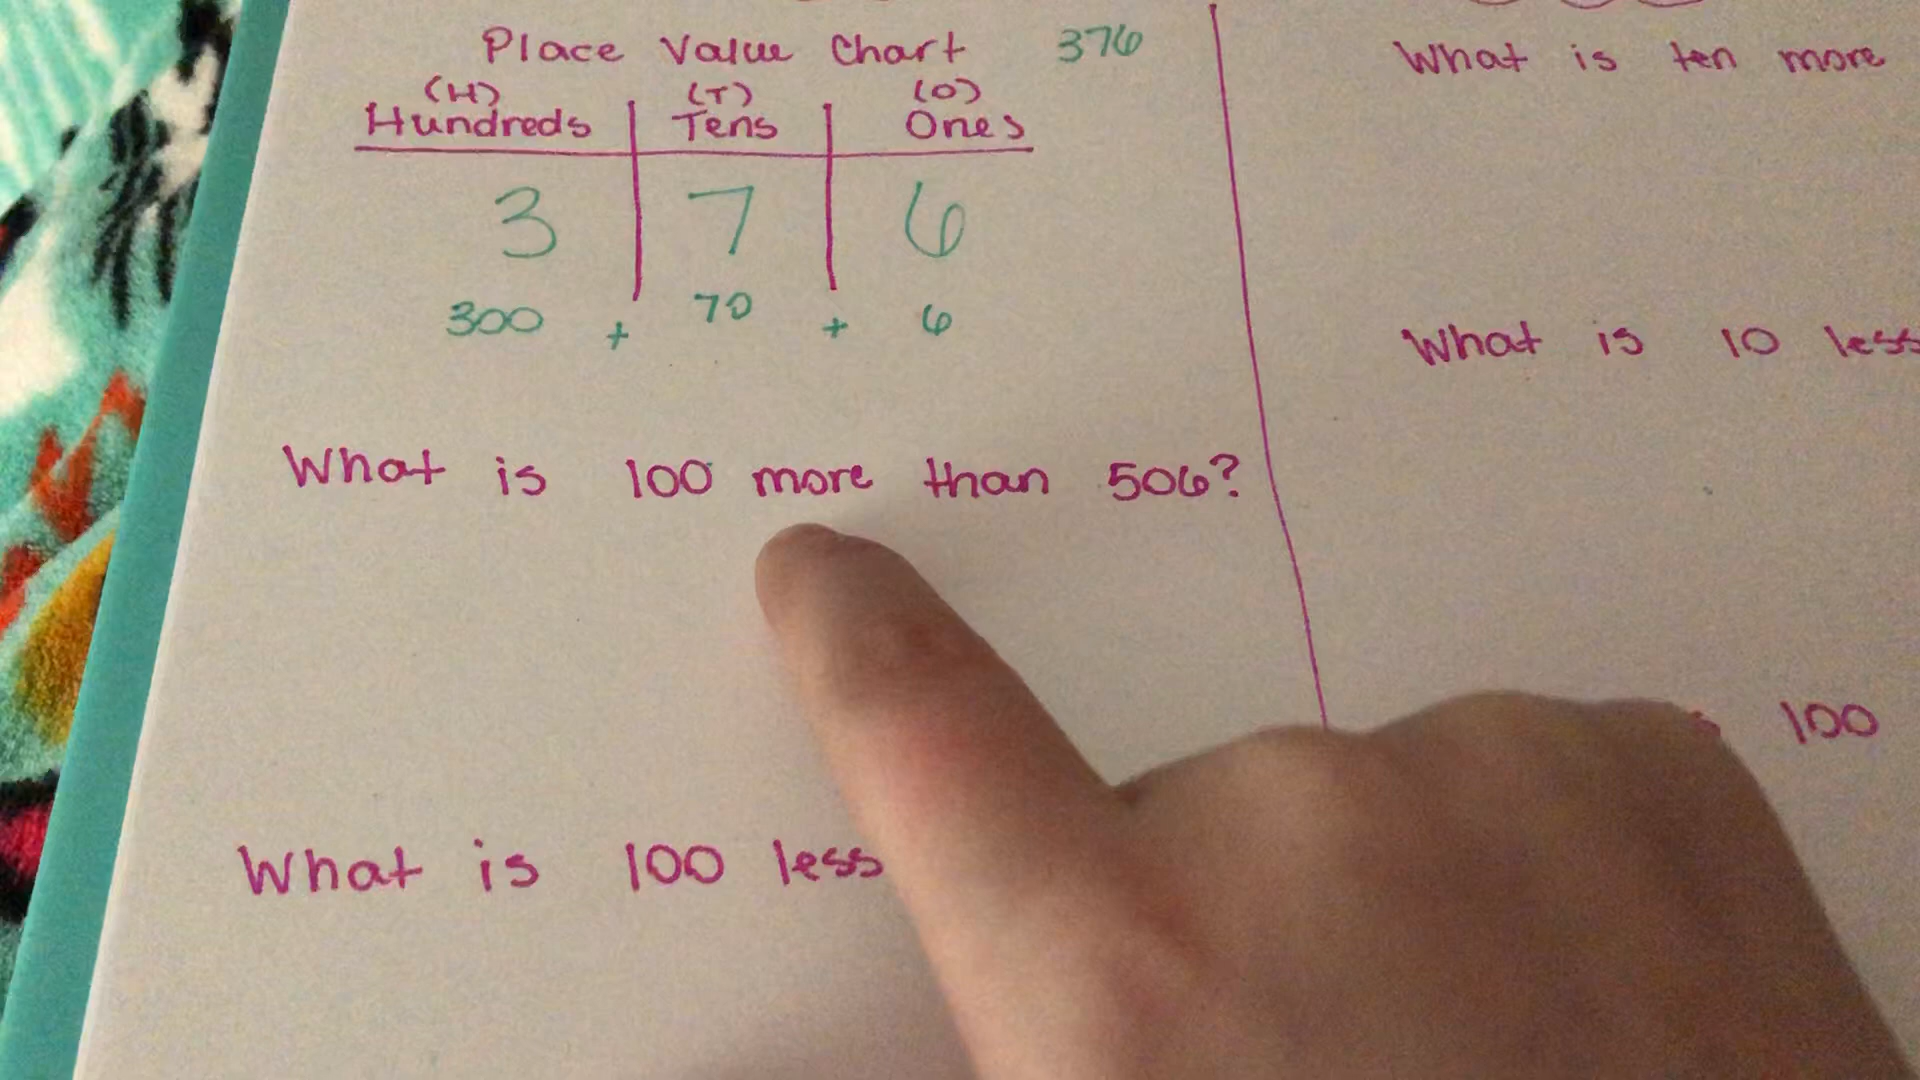 Place Value Chart 376
(H) (T) (O)
Hundreds Tens Ones
3 7 6
300 + 70 + 6
What is 100 more than 506?
What is 100 less
What is ten more
What is 10 less
100